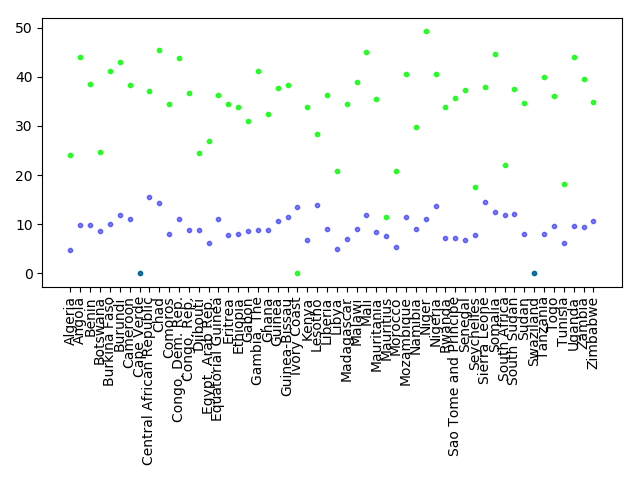 50
40
30
20
10
0
Algeria
Angola
Benin
Botswana
Burkina Faso
Burundi
Cameroon
Cape Verde
Central African Republic
Chad
Comoros
Congo, Dem. Rep.
Congo, Rep.
Djibouti
Egypt, Arab Rep.
Equatorial Guinea
Eritrea
Ethiopia
Gabon
Gambia, The
Ghana
Guinea
Guinea-Bissau
Ivory Coast
Kenya
Lesotho
Liberia
Libya
Madagascar
Malawi
Mali
Mauritania
Mauritius
Morocco
Mozambique
Namibia
Niger
Nigeria
Rwanda
Sao Tome and Principe
Senegal
Seychelles
Sierra Leone
Somalia
South Africa
South Sudan
Sudan
Swaziland
Tanzania
Togo
Tunisia
Uganda
Zambia
Zimbabwe